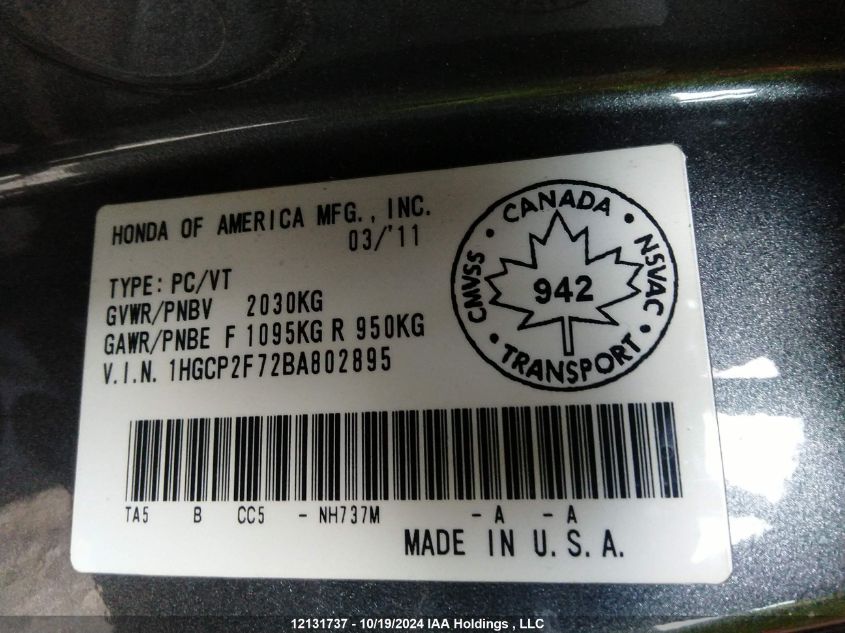 HONDA OF AMERICA MFG., INC.
03/'11
TYPE: PC/VT
GVWR/PNBV 2030KG
GAWR/PNBE F 1095KG R 950KG
V.I.N. 1HGCP2F72BA802895
CANADA
CMVSS
942
NSVAC
TRANSPORT
TA5 B CC5 - NH737M - A - A
MADE IN U.S.A.
12131737 - 10/19/2024 IAA Holdings , LLC